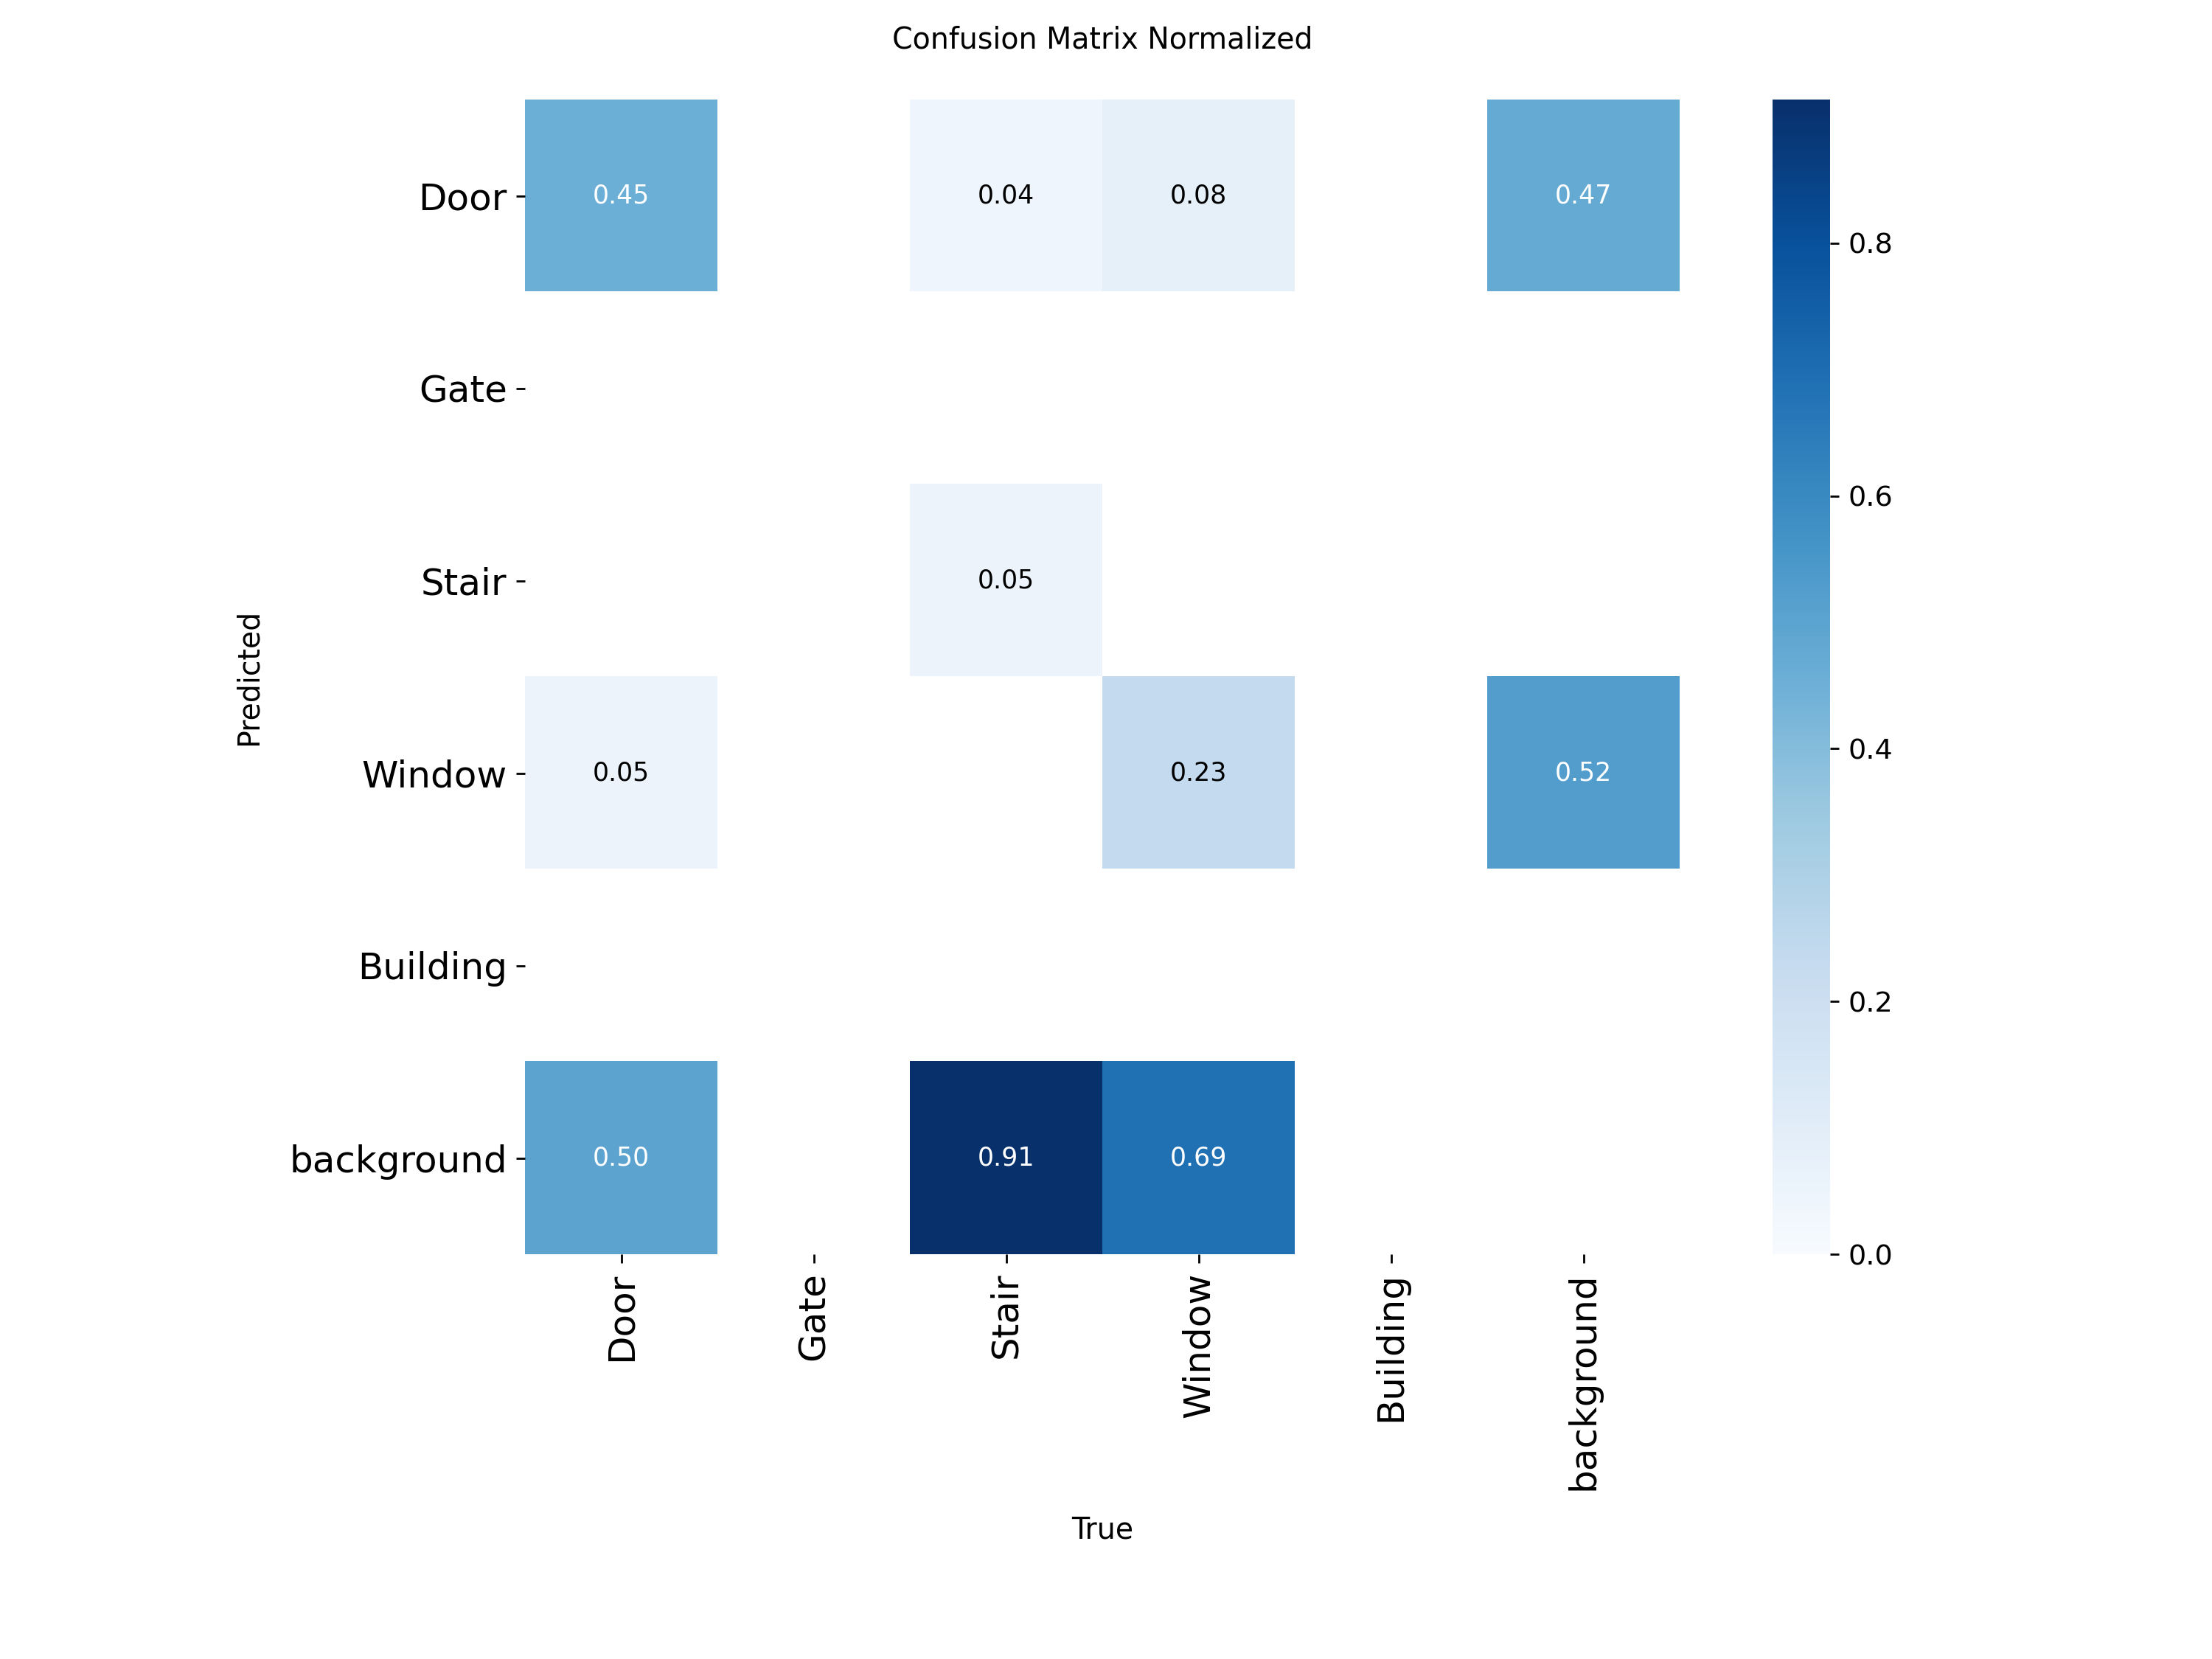 Confusion Matrix Normalized
Door 0.45 0.04 0.08 0.47
Gate
Stair 0.05
Window 0.05 0.23 0.52
Building
background 0.50 0.91 0.69
Predicted
Door Gate Stair Window Building background
True
0.8
0.6
0.4
0.2
0.0